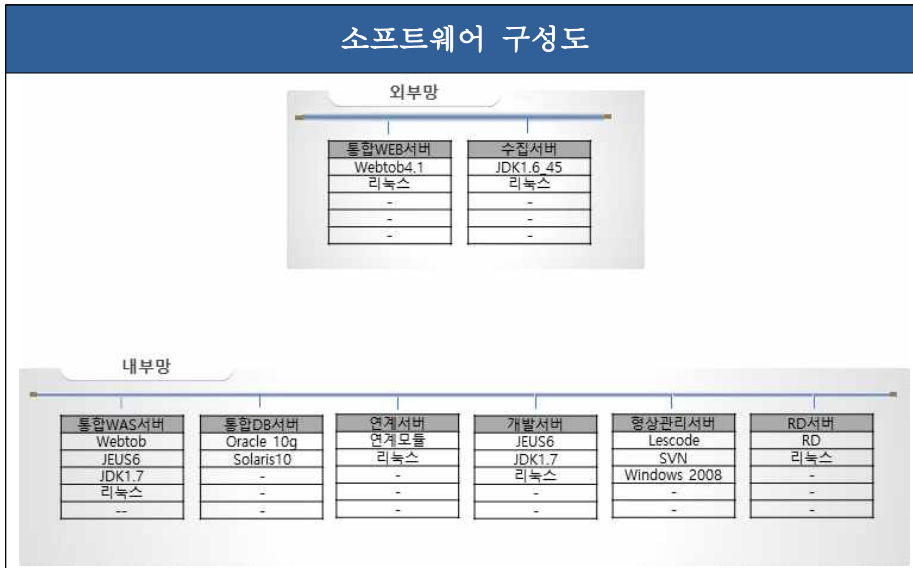 소프트웨어 구성도
외부망
통합WEB서버 수집서버
Webtob4.1 JDK1.6_45
리눅스 리눅스
- -
- -
- -
내부망
통합WAS서버 통합DB서버 연계서버 개발서버 형상관리서버 RD서버
Webtob Oracle 10g 연계모듈 JEUS6 Lescode RD
JEUS6 Solaris10 리눅스 JDK1.7 SVN 리눅스
JDK1.7 - - 리눅스 Windows 2008 -
리눅스 - - - - -
-- - - - - -